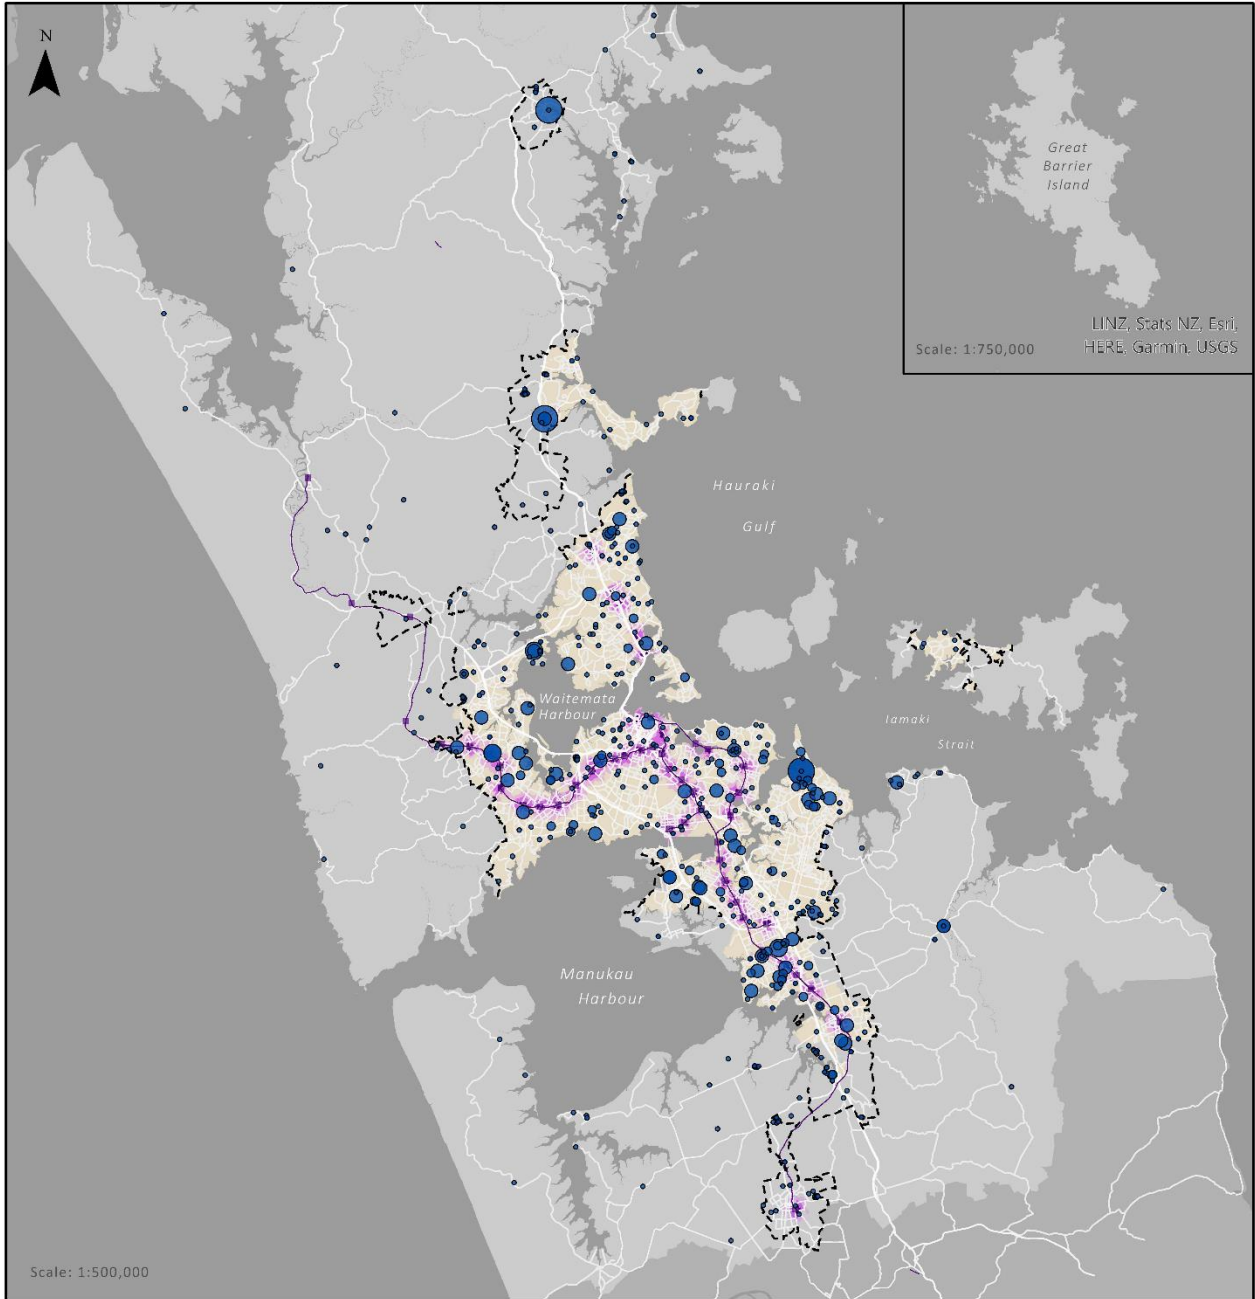 N
Great
Barrier
Island
LINZ, Stats NZ, Esri,
HERE, Garmin, USGS
Scale: 1:750,000
Hauraki
Gulf
Waitemata
Harbour
Tamaki
Strait
Manukau
Harbour
Scale: 1:500,000